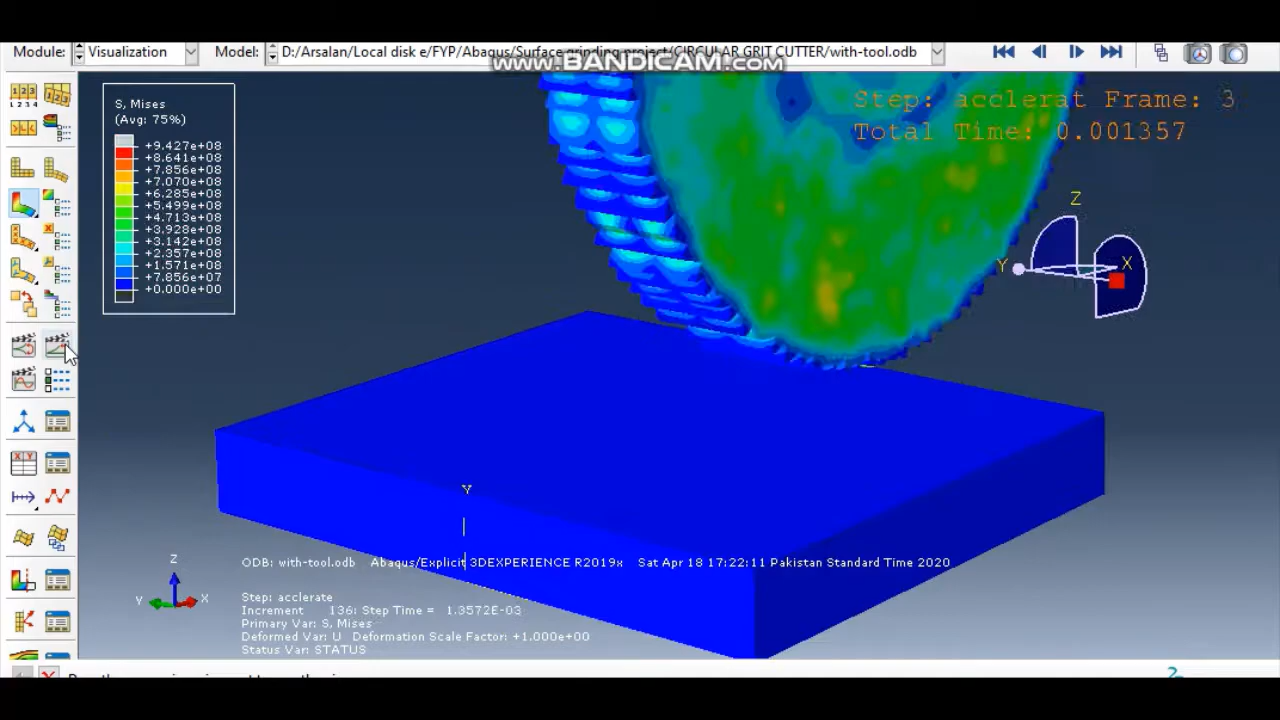 Module: Visualization Model: D:/Arsalan/Local disk e/FYP/Abaqus/Surface grinding project/CIRCULAR GRIT CUTTER/with-tool.odb
www.BANDICAM.com
S, Mises
(Avg: 75%)
+9.427e+08
+8.641e+08
+7.856e+08
+7.070e+08
+6.285e+08
+5.499e+08
+4.713e+08
+3.928e+08
+3.142e+08
+2.357e+08
+1.571e+08
+7.856e+07
+0.000e+00
Step: acclerat Frame: 3
Total Time: 0.001357
Z
Y X
Y
Z
Y X
ODB: with-tool.odb Abaqus/Explicit 3DEXPERIENCE R2019x Sat Apr 18 17:22:11 Pakistan Standard Time 2020
Step: acclerate
Increment 136: Step Time = 1.3572E-03
Primary Var: S, Mises
Deformed Var: U Deformation Scale Factor: +1.000e+00
Status Var: STATUS